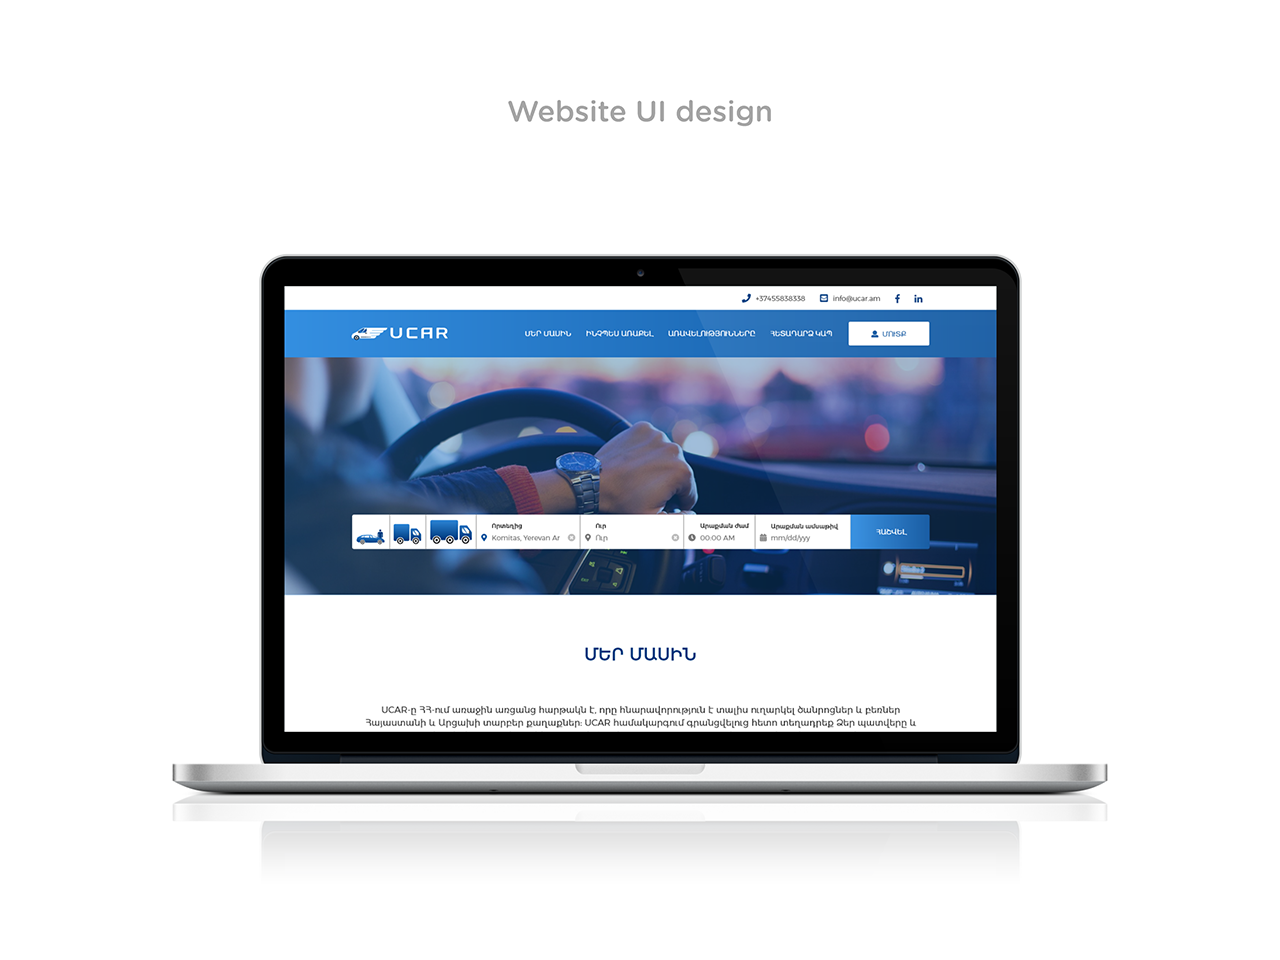 Website UI design
+37455838338 info@ucar.am
UCAR ՄԵՐ ՄԱՍԻՆ ԻՆՉՊԵՍ ԱՌԱՔԵԼ ԱՌԱՎԵԼՈՒԹՅՈՒՆՆԵՐԸ ՀԵՏԱԴԱՐՁ ԿԱՊ ՄՈՒՏՔ
Որտեղից Ուր Առաքման ժամ Առաքման ամսաթիվ
Komitas, Yerevan Ar Ուր 00:00 AM mm/dd/yyy ՀԱՇՎԵԼ
ՄԵՐ ՄԱՍԻՆ
UCAR-ը ՀՀ-ում առաջին առցանց հարթակն է, որը հնարավորություն է տալիս ուղարկել ծանրոցներ և բեռներ
Հայաստանի և Արցախի տարբեր քաղաքներ: UCAR համակարգում գրանցվելուց հետո տեղադրեք Ձեր պատվերը և